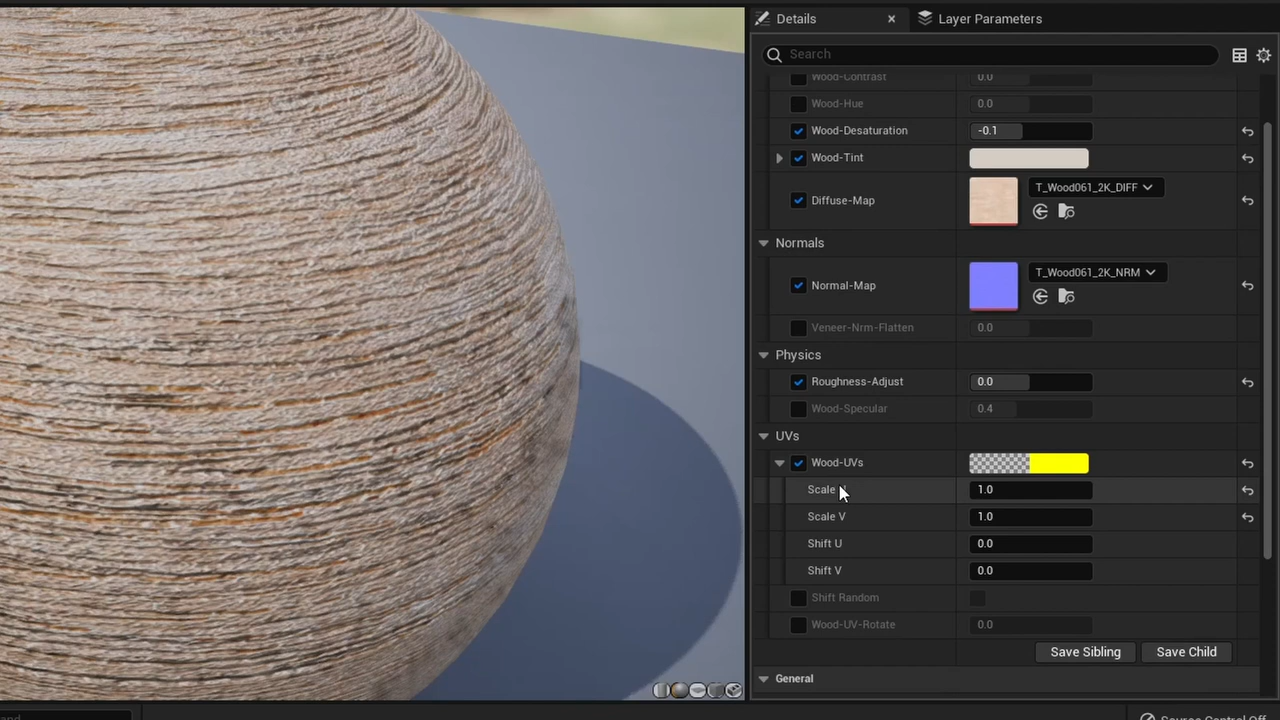 Details
Layer Parameters
Search
Wood-Contrast 0.0
Wood-Hue 0.0
Wood-Desaturation -0.1
Wood-Tint
Diffuse-Map T_Wood061_2K_DIFF
Normals
Normal-Map T_Wood061_2K_NRM
Veneer-Nrm-Flatten 0.0
Physics
Roughness-Adjust 0.0
Wood-Specular 0.4
UVs
Wood-UVs
Scale 1.0
Scale V 1.0
Shift U 0.0
Shift V 0.0
Shift Random
Wood-UV-Rotate 0.0
Save Sibling Save Child
General
Source Control Off